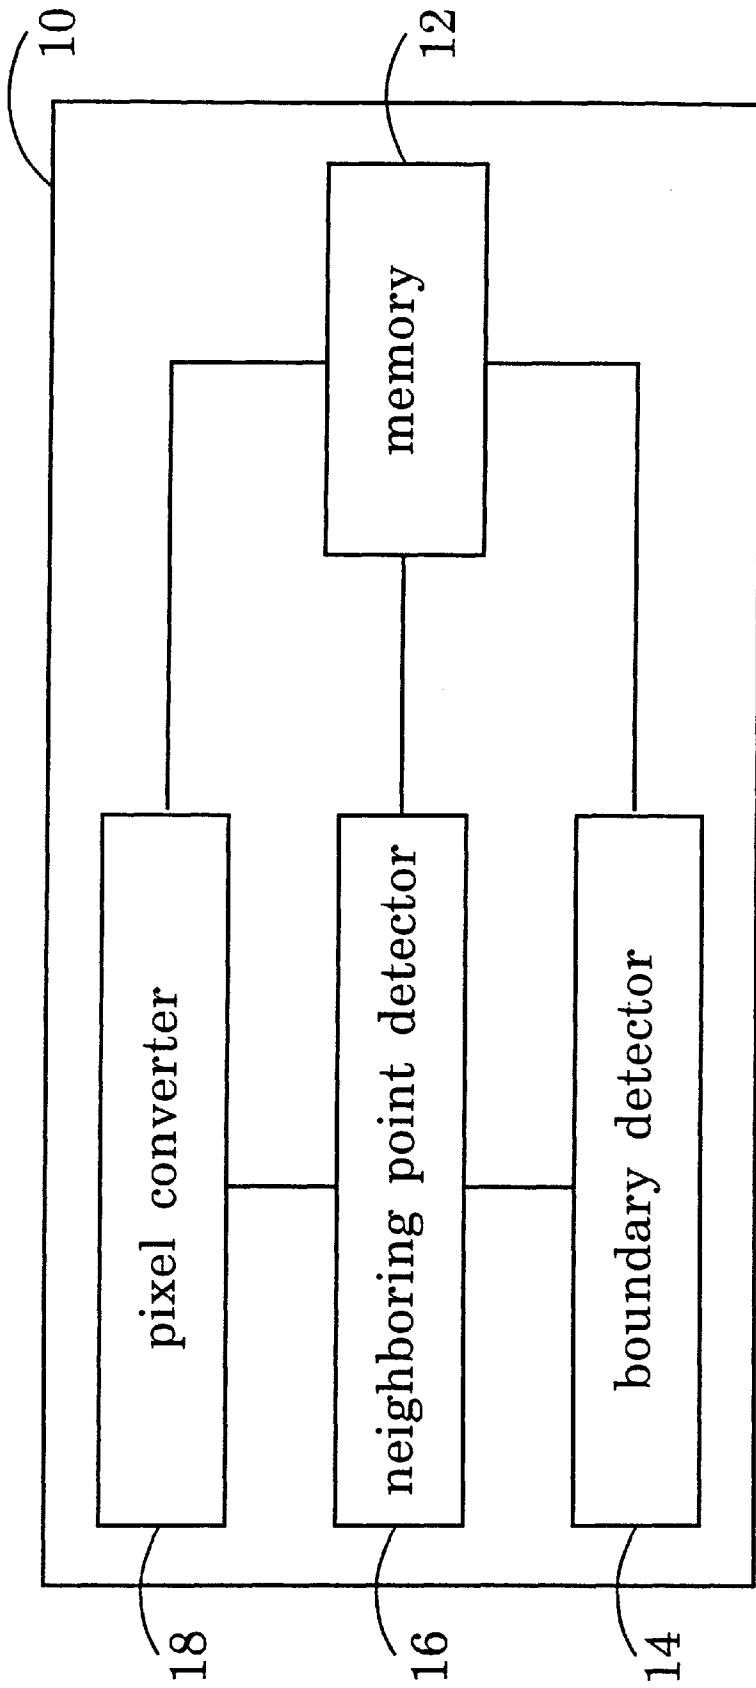 10
12
memory
pixel converter
neighboring point detector
boundary detector
18
16
14